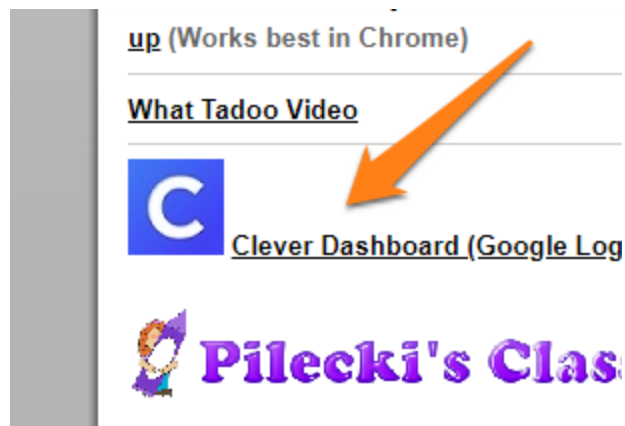 up (Works best in Chrome)
What Tadoo Video
C
Clever Dashboard (Google Log
Pilecki's Clas